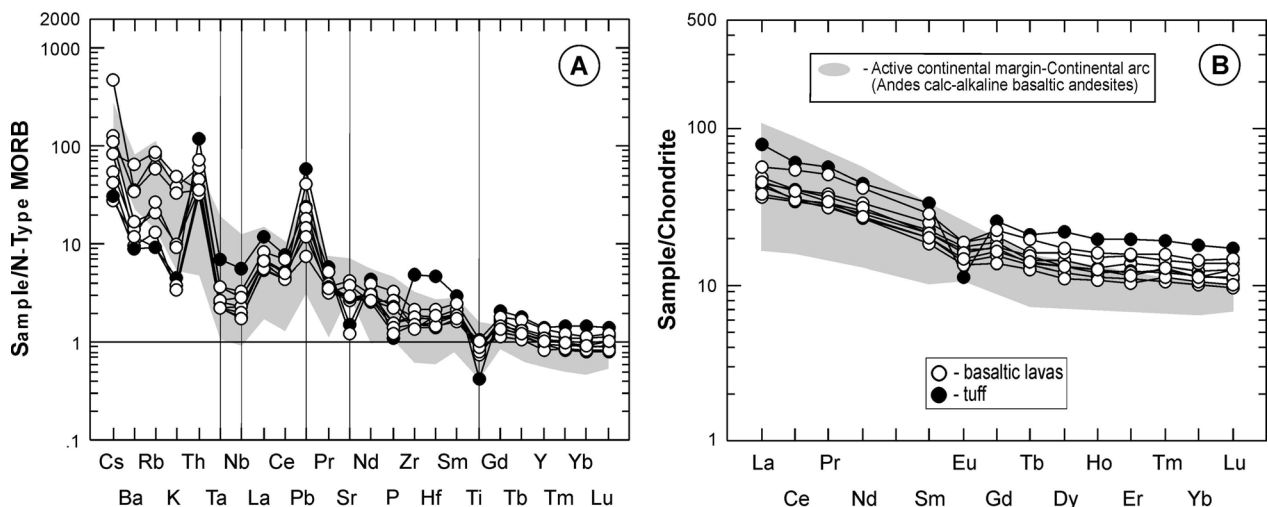 2000
1000
100
10
1
.1
Sample/N-Type MORB
A
Cs Rb Th Nb Ce Pr Nd Zr Sm Gd Y Yb
Ba K Ta La Pb Sr P Hf Ti Tb Tm Lu
500
100
10
1
Sample/Chondrite
B
- Active continental margin-Continental arc
(Andes calc-alkaline basaltic andesites)
- basaltic lavas
- tuff
La Pr Eu Tb Ho Tm Lu
Ce Nd Sm Gd Dy Er Yb